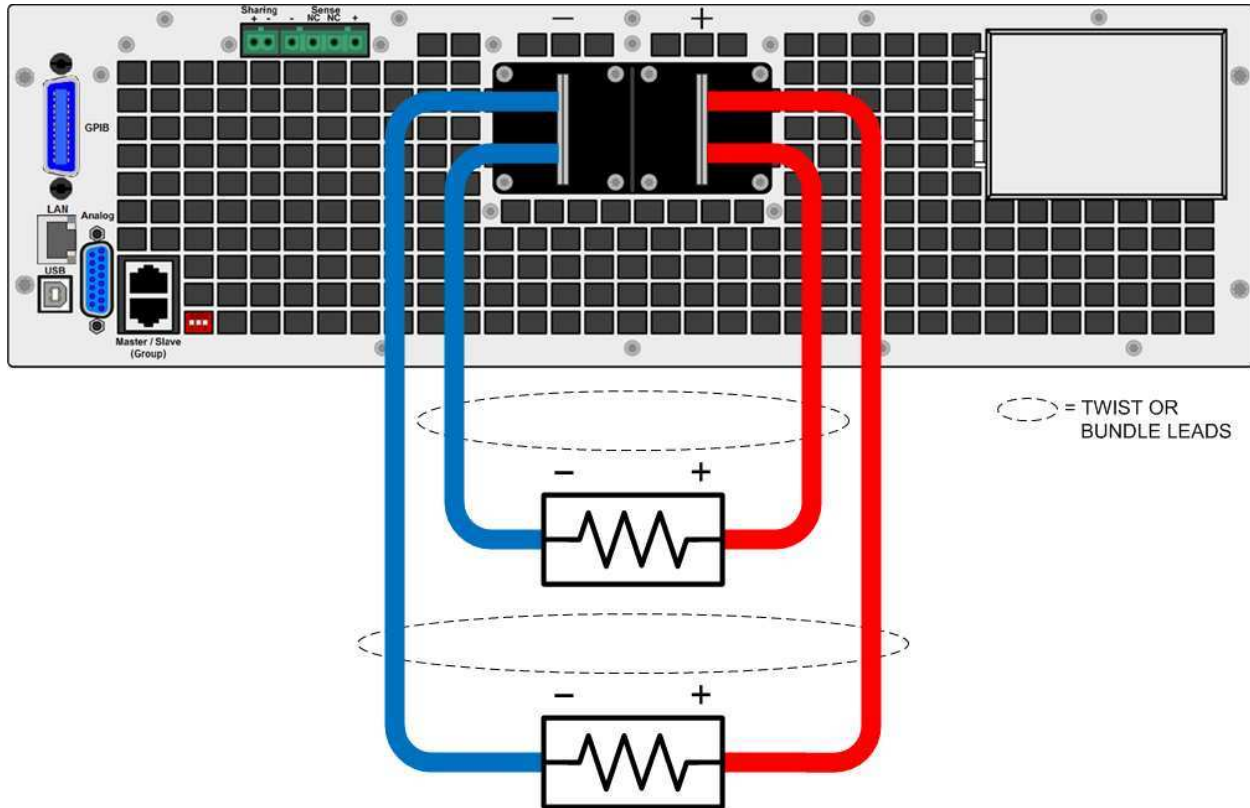 Sharing Sense
+ - - NC NC +
− +
GPIB
LAN
Analog
USB
Master / Slave
(Group)
= TWIST OR
BUNDLE LEADS
− +
− +